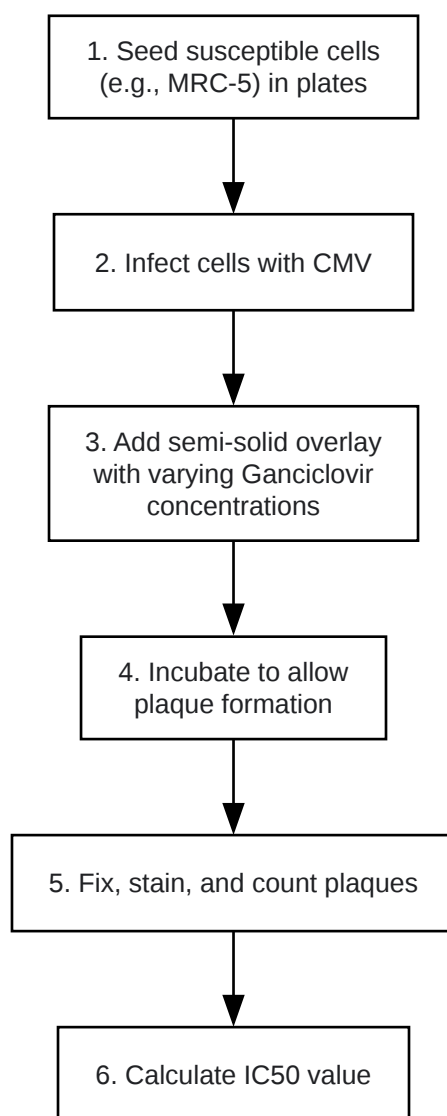 1. Seed susceptible cells
(e.g., MRC-5) in plates
2. Infect cells with CMV
3. Add semi-solid overlay
with varying Ganciclovir
concentrations
4. Incubate to allow
plaque formation
5. Fix, stain, and count plaques
6. Calculate IC50 value